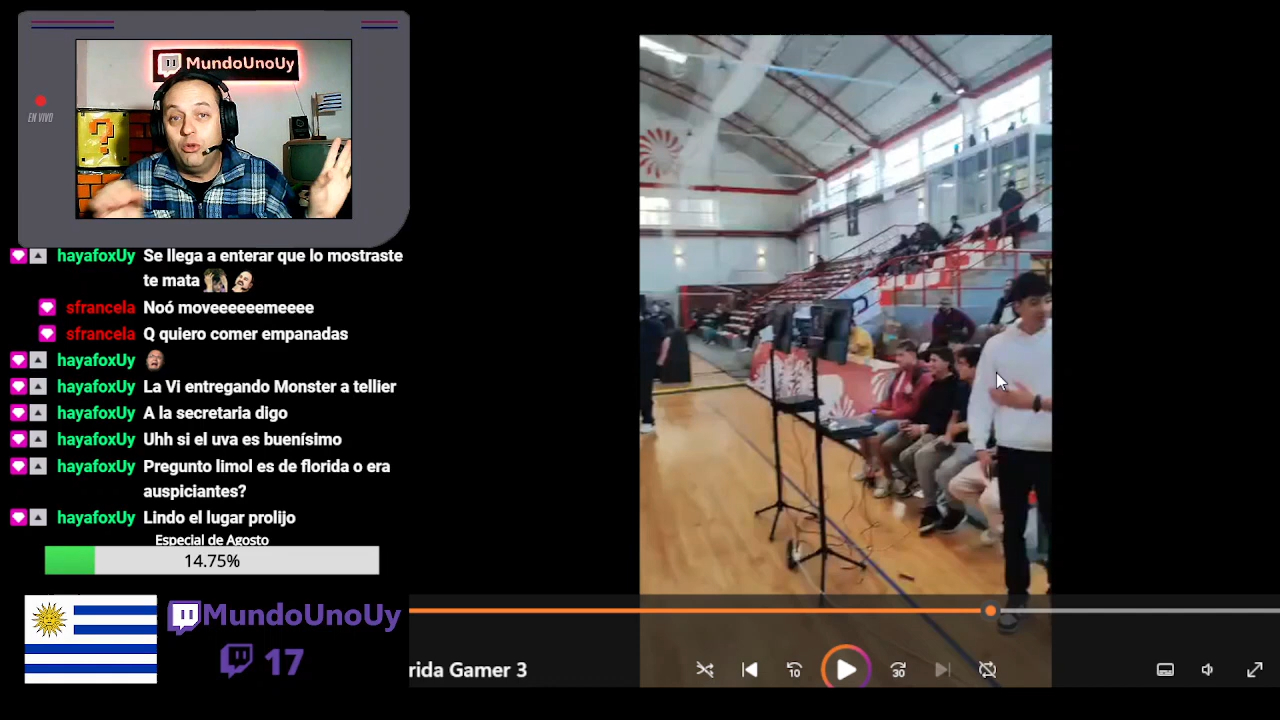 MundoUnoUy
EN VIVO
hayafoxUy Se llega a enterar que lo mostraste
te mata
sfrancela Noó moveeeeeemeeee
sfrancela Q quiero comer empanadas
hayafoxUy
hayafoxUy La Vi entregando Monster a tellier
hayafoxUy A la secretaria digo
hayafoxUy Uhh si el uva es buenísimo
hayafoxUy Pregunto limol es de florida o era
auspiciantes?
hayafoxUy Lindo el lugar prolijo
Especial de Agosto
14.75%
MundoUnoUy
17
rida Gamer 3
10
30